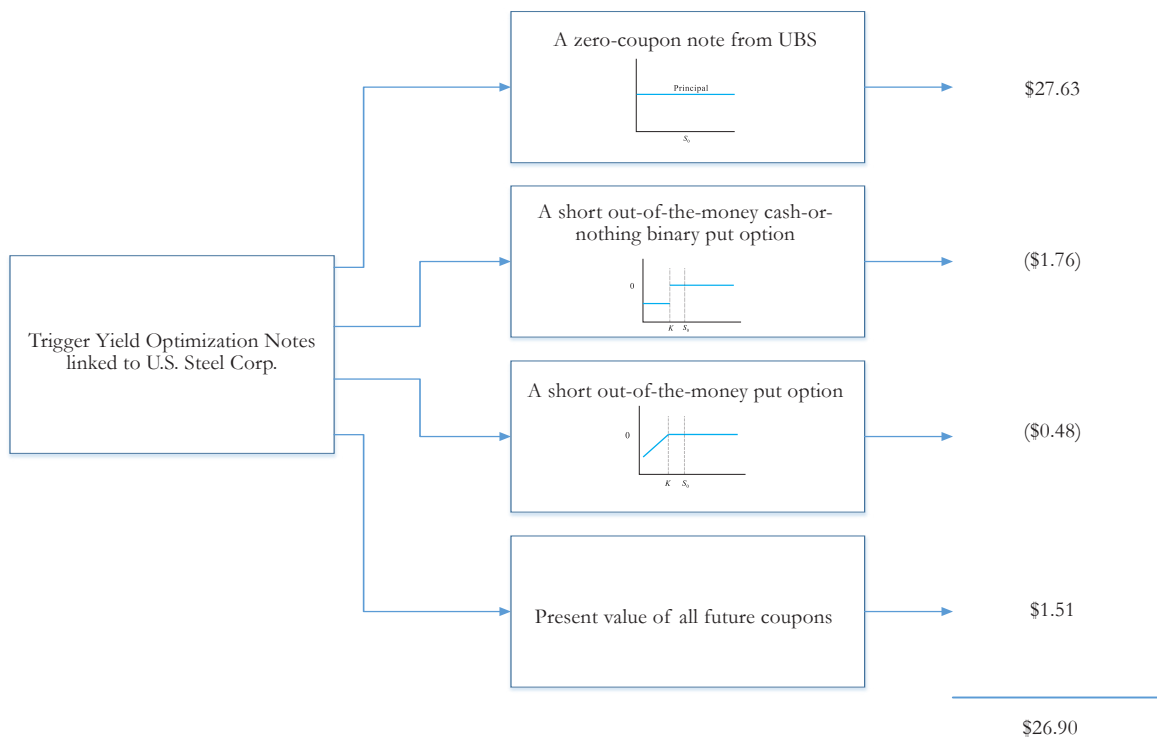 A zero-coupon note from UBS
Principal
S₀
$27.63
A short out-of-the-money cash-or-
nothing binary put option
0
K
S₀
($1.76)
Trigger Yield Optimization Notes
linked to U.S. Steel Corp.
A short out-of-the-money put option
0
K
S₀
($0.48)
Present value of all future coupons
$1.51
$26.90